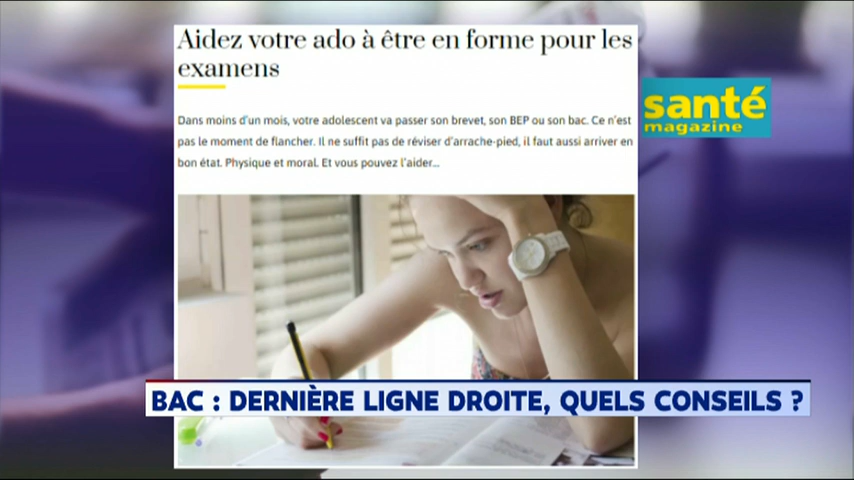 Aidez votre ado à être en forme pour les
examens
Dans moins d'un mois, votre adolescent va passer son brevet, son BEP ou son bac. Ce n'est
pas le moment de flancher. Il ne suffit pas de réviser d'arrache-pied, il faut aussi arriver en
bon état. Physique et moral. Et vous pouvez l'aider...
santé
magazine
BAC : DERNIÈRE LIGNE DROITE, QUELS CONSEILS ?